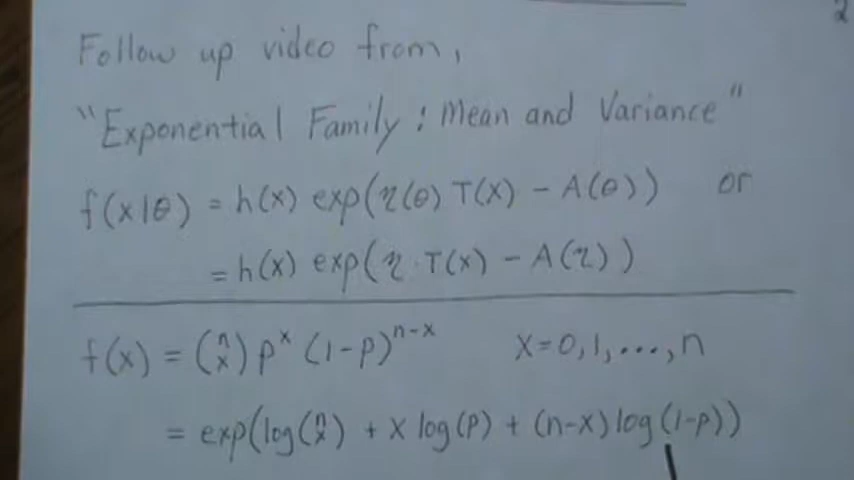 2
Follow up video from,
"Exponential Family: Mean and Variance"
f(x|θ) = h(x) exp(η(θ) T(x) − A(θ)) or
= h(x) exp(η · T(x) − A(η))
f(x) = (n x) p^x (1−p)^{n−x} x=0,1,...,n
= exp(log(n x) + x log(p) + (n−x) log(1−p))